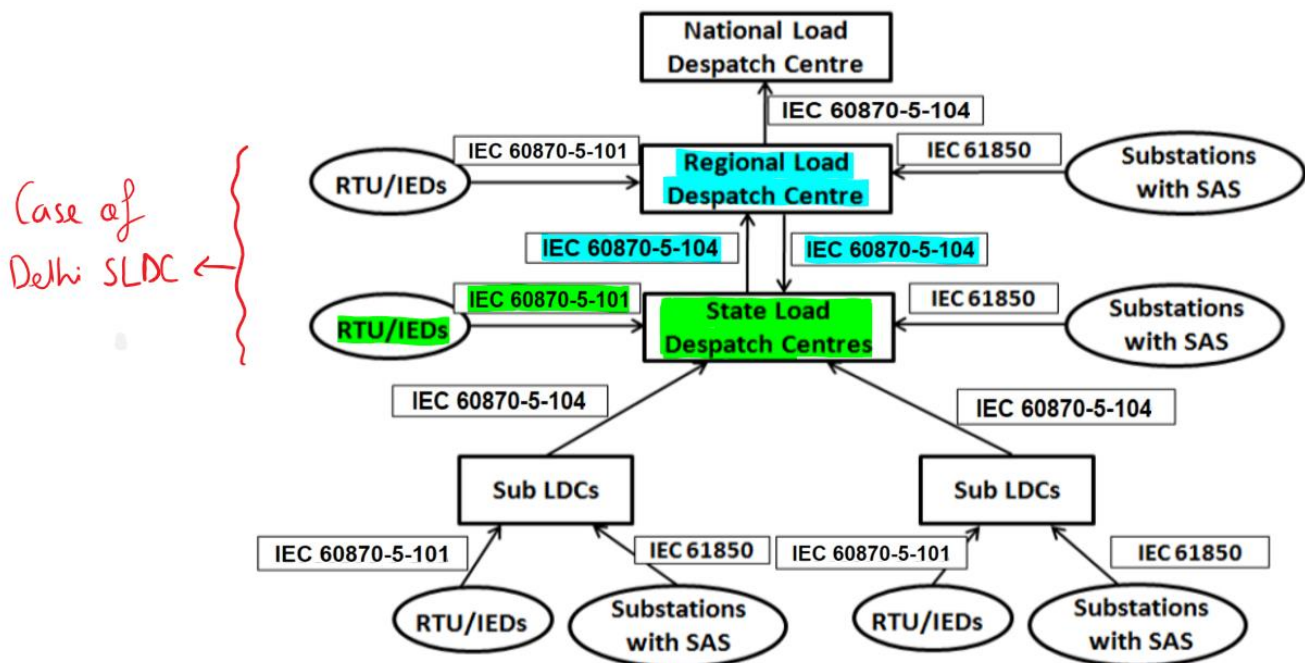 National Load
Despatch Centre
IEC 60870-5-104
IEC 60870-5-101
IEC 61850
RTU/IEDs
Regional Load
Despatch Centre
Substations
with SAS
Case of
Delhi SLDC
IEC 60870-5-104
IEC 60870-5-104
IEC 60870-5-101
IEC 61850
RTU/IEDs
State Load
Despatch Centres
Substations
with SAS
IEC 60870-5-104
IEC 60870-5-104
Sub LDCs
Sub LDCs
IEC 60870-5-101
IEC 61850
IEC 60870-5-101
IEC 61850
RTU/IEDs
Substations
with SAS
RTU/IEDs
Substations
with SAS